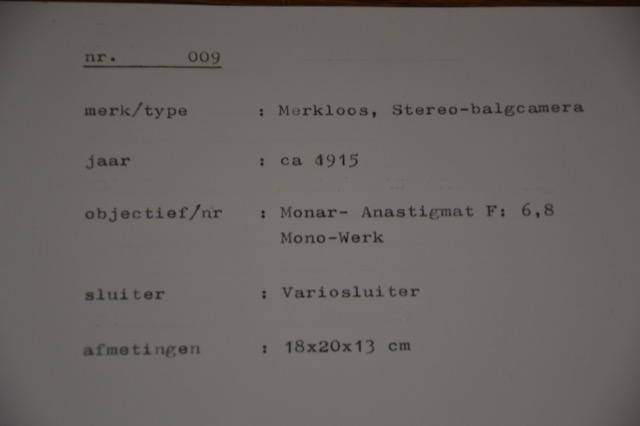 nr. 009
merk/type : Merkloos, Stereo-balgcamera
jaar : ca 1915
objectief/nr : Monar- Anastigmat F: 6,8
Mono-Werk
sluiter : Variosluiter
afmetingen : 18x20x13 cm